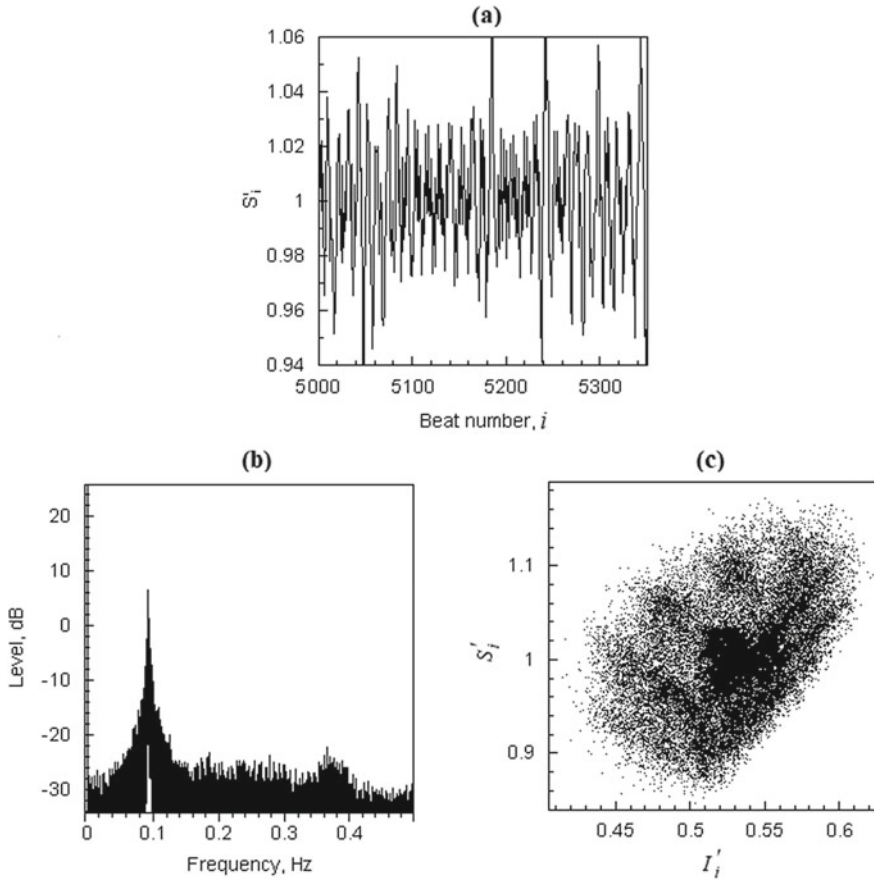 (a)
1.06
1.04
1.02
1
0.98
0.96
0.94
S'i
5000 5100 5200 5300
Beat number, i
(b)
20
10
0
-10
-20
-30
Level, dB
0 0.1 0.2 0.3 0.4
Frequency, Hz
(c)
1.1
1
0.9
S'i
0.45 0.5 0.55 0.6
I'i